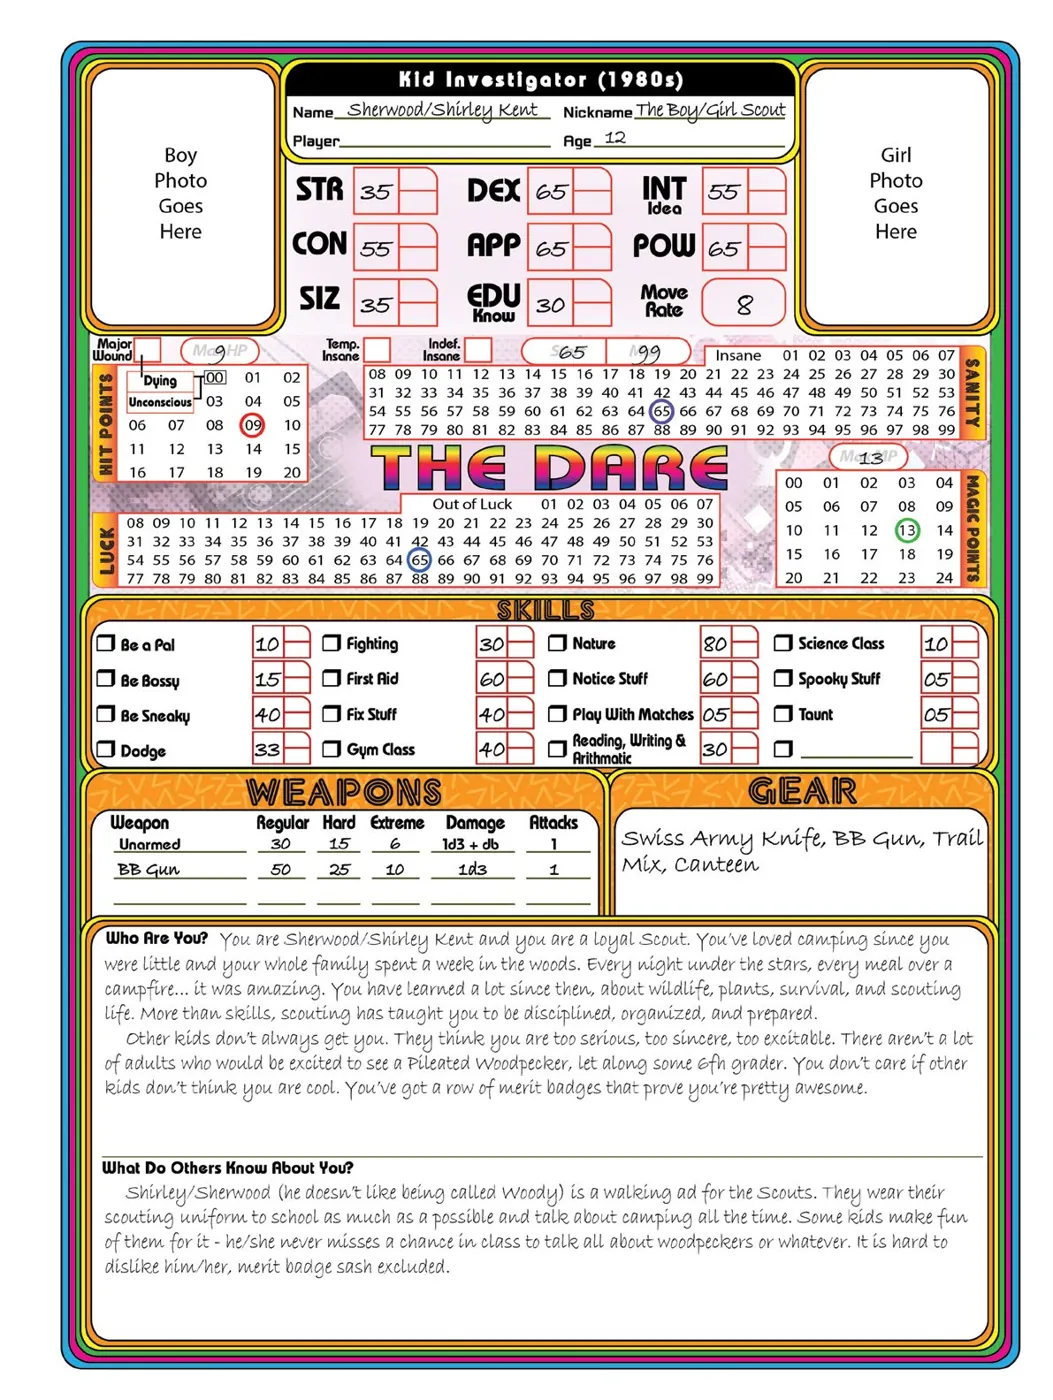 Kid Investigator (1980s)
Name Sherwood/Shirley Kent Nickname The Boy/Girl Scout
Player Age 12
Boy
Photo
Goes
Here
Girl
Photo
Goes
Here
STR 35 DEX 65 INT Idea 55
CON 55 APP 65 POW 65
SIZ 35 EDU Know 30 Move Rate 8
Major Wound 9 Temp. Insane Indef. Insane 65 99
HIT POINTS
Dying 00 01 02
Unconscious 03 04 05
06 07 08 09 10
11 12 13 14 15
16 17 18 19 20
SANITY
Insane 01 02 03 04 05 06 07
08 09 10 11 12 13 14 15 16 17 18 19 20 21 22 23 24 25 26 27 28 29 30
31 32 33 34 35 36 37 38 39 40 41 42 43 44 45 46 47 48 49 50 51 52 53
54 55 56 57 58 59 60 61 62 63 64 65 66 67 68 69 70 71 72 73 74 75 76
77 78 79 80 81 82 83 84 85 86 87 88 89 90 91 92 93 94 95 96 97 98 99
THE DARE
LUCK
Out of Luck 01 02 03 04 05 06 07
08 09 10 11 12 13 14 15 16 17 18 19 20 21 22 23 24 25 26 27 28 29 30
31 32 33 34 35 36 37 38 39 40 41 42 43 44 45 46 47 48 49 50 51 52 53
54 55 56 57 58 59 60 61 62 63 64 65 66 67 68 69 70 71 72 73 74 75 76
77 78 79 80 81 82 83 84 85 86 87 88 89 90 91 92 93 94 95 96 97 98 99
13
MAGIC POINTS
00 01 02 03 04
05 06 07 08 09
10 11 12 13 14
15 16 17 18 19
20 21 22 23 24
SKILLS
Be a Pal 10 Fighting 30 Nature 80 Science Class 10
Be Bossy 15 First Aid 60 Notice Stuff 60 Spooky Stuff 05
Be Sneaky 40 Fix Stuff 40 Play With Matches 05 Taunt 05
Dodge 33 Gym Class 40 Reading, Writing & Arithmatic 30
WEAPONS
Weapon Regular Hard Extreme Damage Attacks
Unarmed 30 15 6 1d3 + db 1
BB Gun 50 25 10 1d3 1
GEAR
Swiss Army Knife, BB Gun, Trail
Mix, Canteen
Who Are You? You are Sherwood/Shirley Kent and you are a loyal Scout. You've loved camping since you
were little and your whole family spent a week in the woods. Every night under the stars, every meal over a
campfire... it was amazing. You have learned a lot since then, about wildlife, plants, survival, and scouting
life. More than skills, scouting has taught you to be disciplined, organized, and prepared.
Other kids don't always get you. They think you are too serious, too sincere, too excitable. There aren't a lot
of adults who would be excited to see a Pileated Woodpecker, let along some 6fh grader. You don't care if other
kids don't think you are cool. You've got a row of merit badges that prove you're pretty awesome.
What Do Others Know About You?
Shirley/Sherwood (he doesn't like being called Woody) is a walking ad for the Scouts. They wear their
scouting uniform to school as much as a possible and talk about camping all the time. Some kids make fun
of them for it - he/she never misses a chance in class to talk all about woodpeckers or whatever. It is hard to
dislike him/her, merit badge sash excluded.